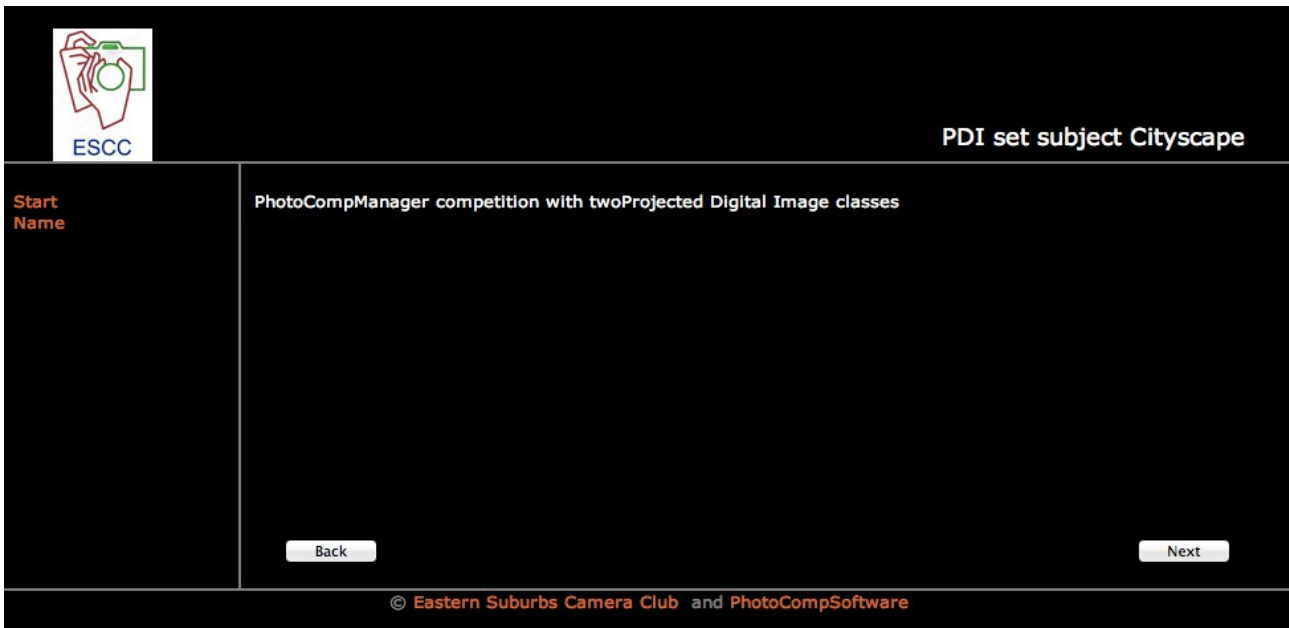 ESCC
PDI set subject Cityscape
Start
Name
PhotoCompManager competition with twoProjected Digital Image classes
Back
Next
© Eastern Suburbs Camera Club and PhotoCompSoftware